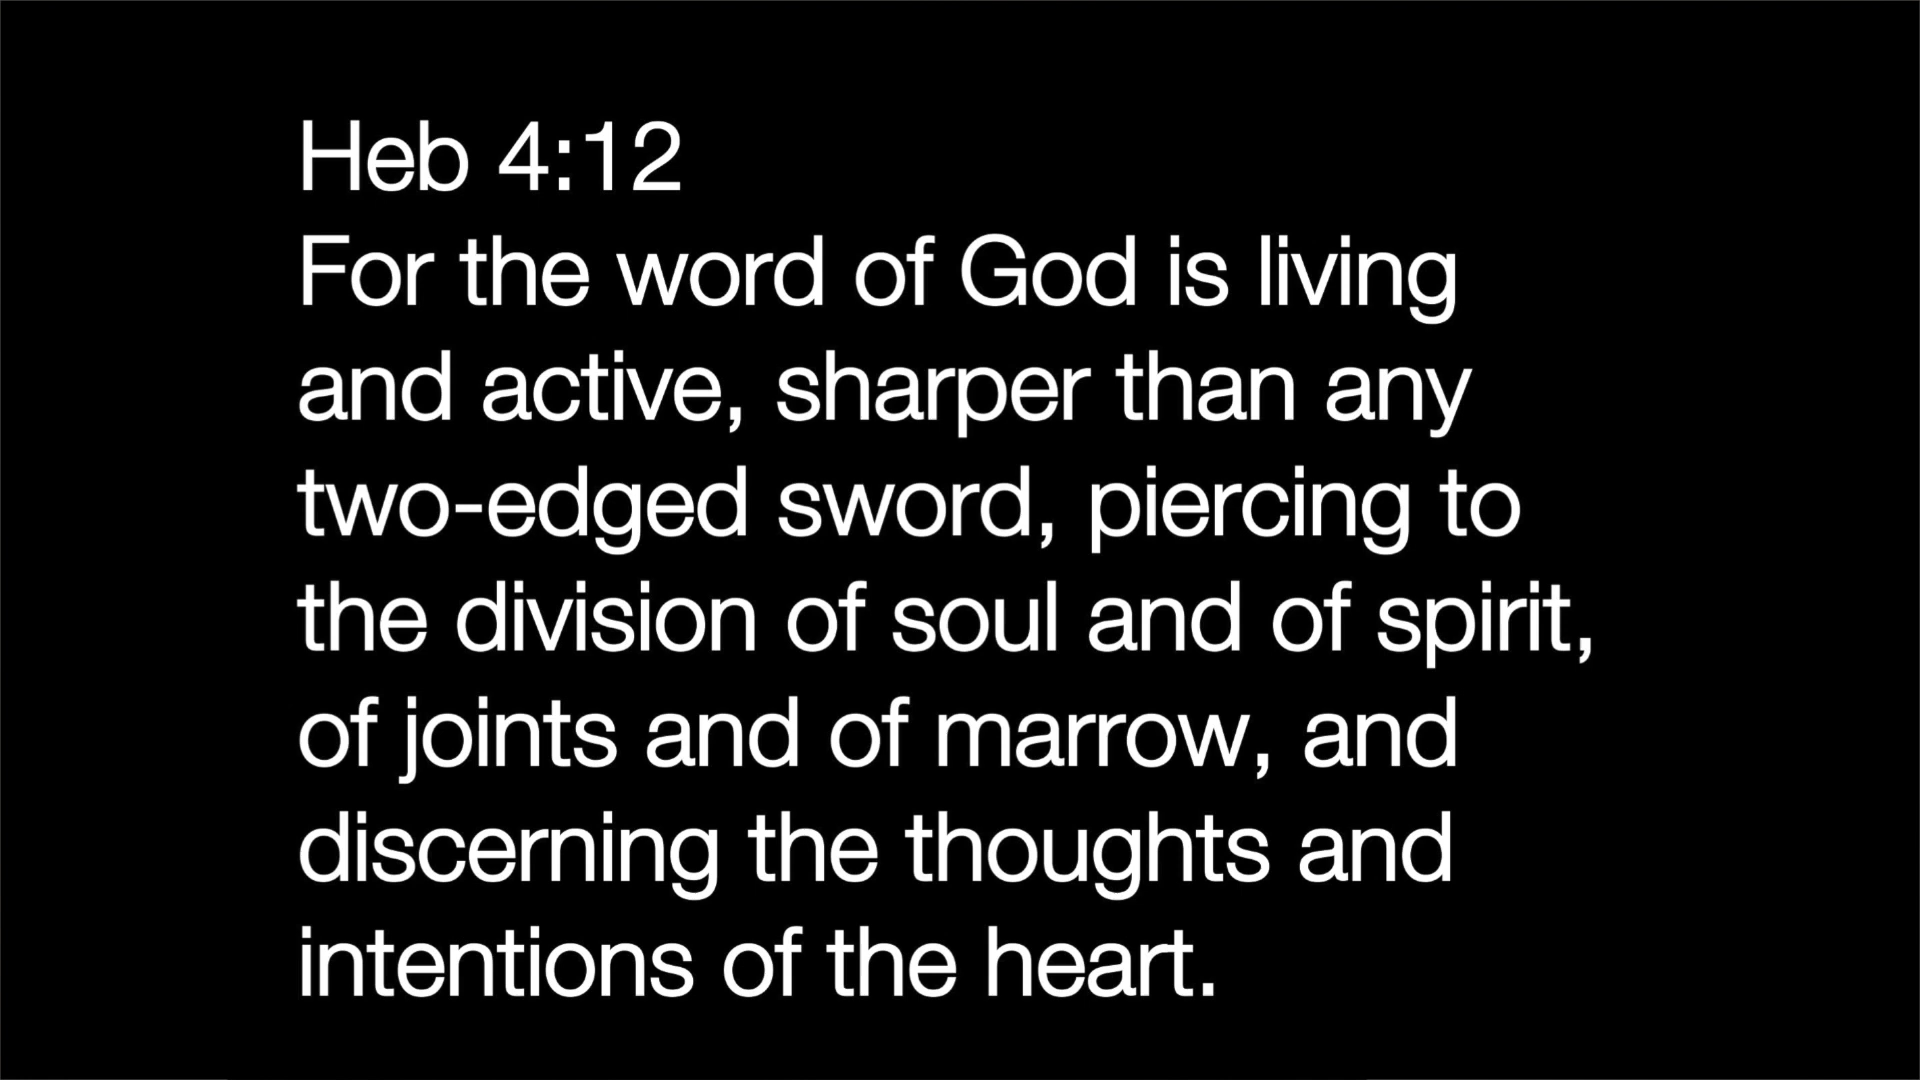 Heb 4:12
For the word of God is living
and active, sharper than any
two-edged sword, piercing to
the division of soul and of spirit,
of joints and of marrow, and
discerning the thoughts and
intentions of the heart.